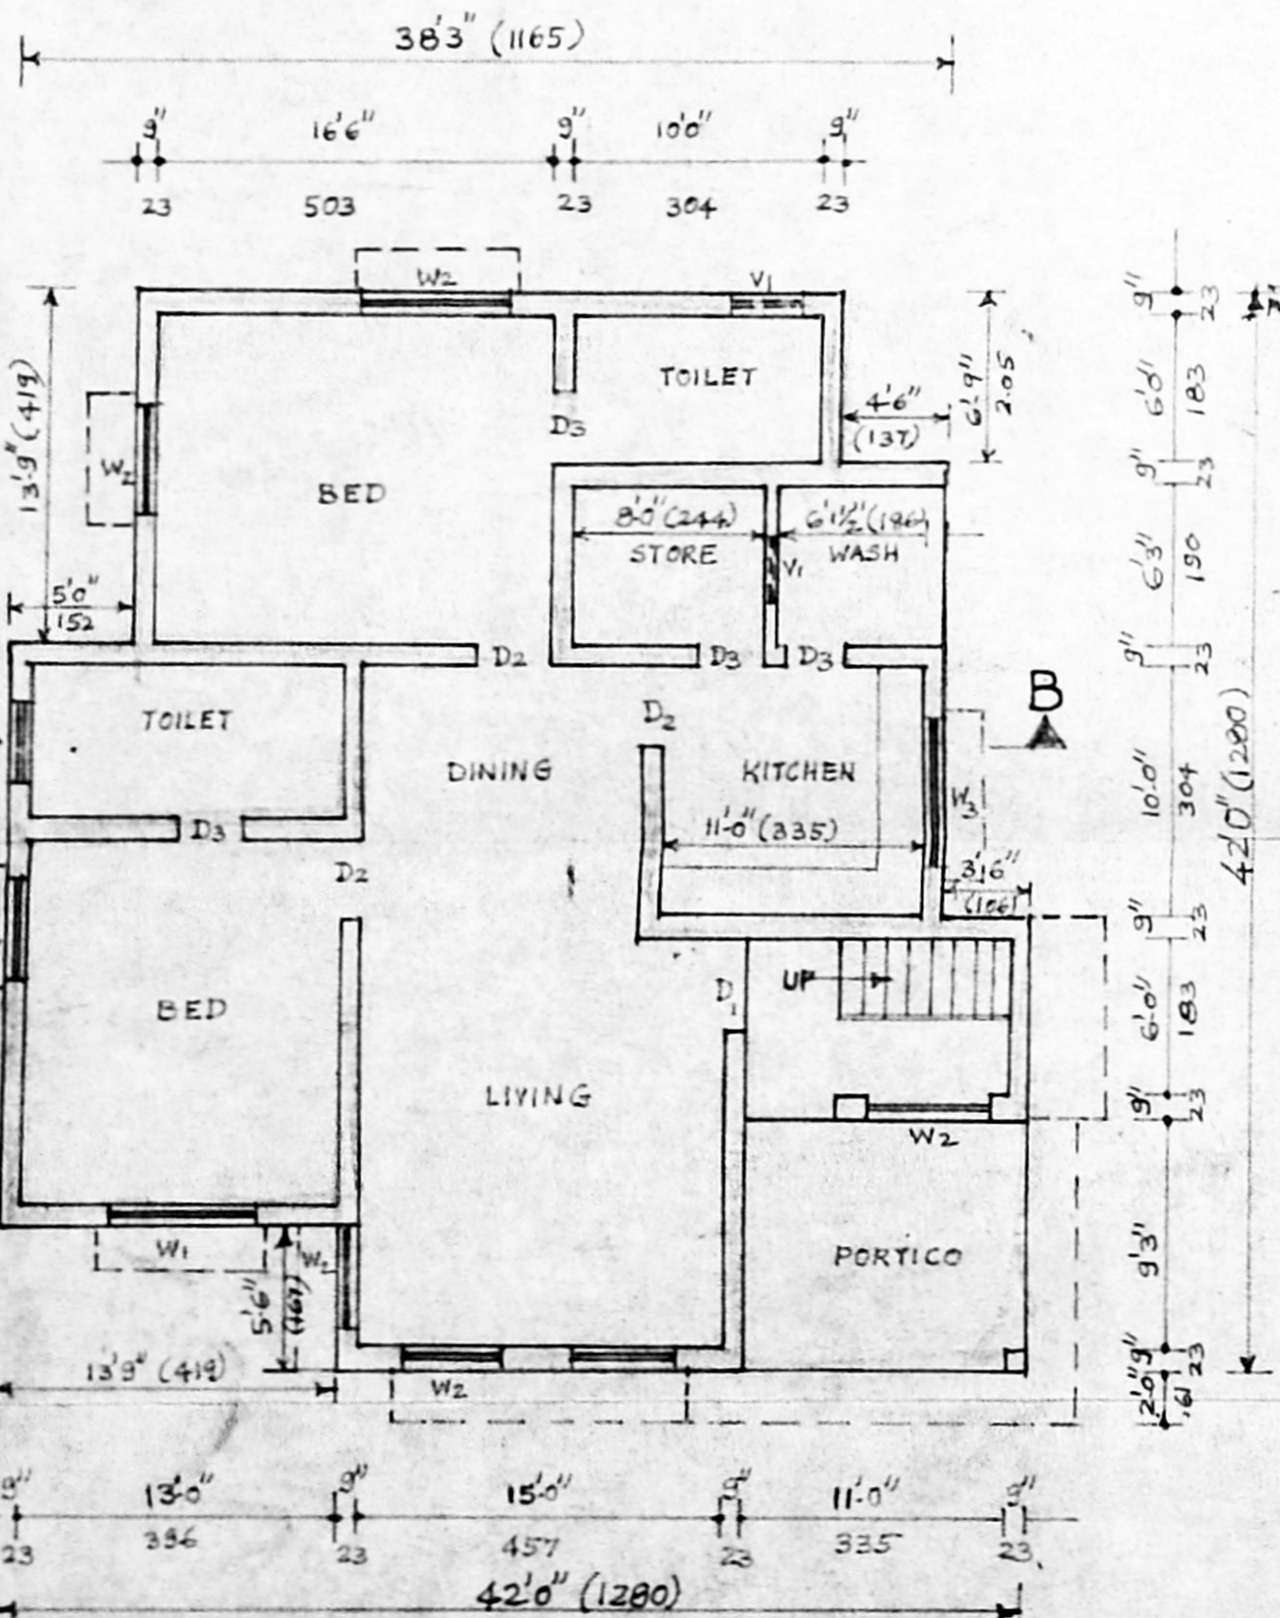 38'3" (1165)
9" 16'6" 9" 10'0" 9"
23 503 23 304 23
W2 V1
13'-9" (419)
W2
BED
TOILET
D3
4'6"
(137)
6'-9"
2.05
9" 23
6'0" 183
9" 23
8'-0" (244)
STORE
6'1½" (186)
WASH
V1
6'3" 190
5'0"
152
D2 D3 D3
9" 23
TOILET
D2
B
DINING
KITCHEN
W3
10'.0" 304
42'0" (1280)
D3
11'-0" (335)
D2
3'6"
(106)
9" 23
BED
D1
UP
6'.0" 183
LIVING
9" 23
W2
W1
W2
PORTICO
9'3"
5'6"
(167)
13'9" (419)
W2
9" 23
2'.0" .61
9" 13'-0" 9" 15'-0" 9" 11'-0" 9"
23 396 23 457 23 335 23
42'0" (1280)